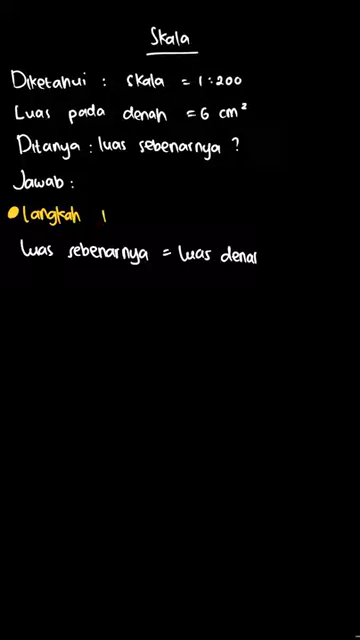 Skala
Diketahui : skala = 1:200
Luas pada denah = 6 cm²
Ditanya : luas sebenarnya ?
Jawab :
Langkah 1
Luas sebenarnya = luas dena